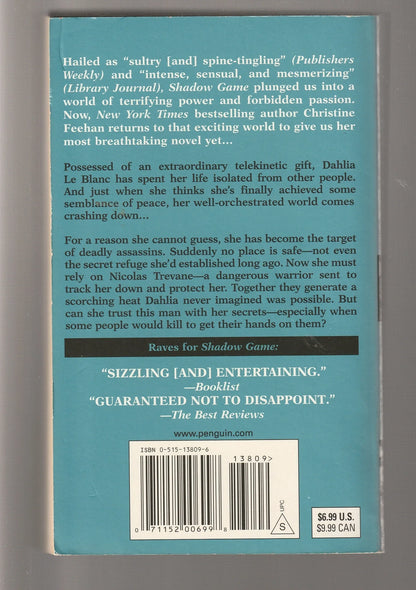 Hailed as “sultry [and] spine-tingling” (Publishers
Weekly) and “intense, sensual, and mesmerizing”
(Library Journal), Shadow Game plunged us into a
world of terrifying power and forbidden passion.
Now, New York Times bestselling author Christine
Feehan returns to that exciting world to give us her
most breathtaking novel yet…
Possessed of an extraordinary telekinetic gift, Dahlia
Le Blanc has spent her life isolated from other people.
And just when she thinks she’s finally achieved some
semblance of peace, her well-orchestrated world comes
crashing down…
For a reason she cannot guess, she has become the target
of deadly assassins. Suddenly no place is safe—not even
the secret refuge she’d established long ago. Now she must
rely on Nicolas Trevane—a dangerous warrior sent to
track her down and protect her. Together they generate a
scorching heat Dahlia never imagined was possible. But
can she trust this man with her secrets—especially when
some people would kill to get their hands on them?
Raves for Shadow Game:
“SIZZLING [AND] ENTERTAINING.”
—Booklist
“GUARANTEED NOT TO DISAPPOINT.”
—The Best Reviews
www.penguin.com
ISBN 0-515-13809-6
13809>
0 71152 00699 8
UPC
S
$6.99 U.S.
$9.99 CAN